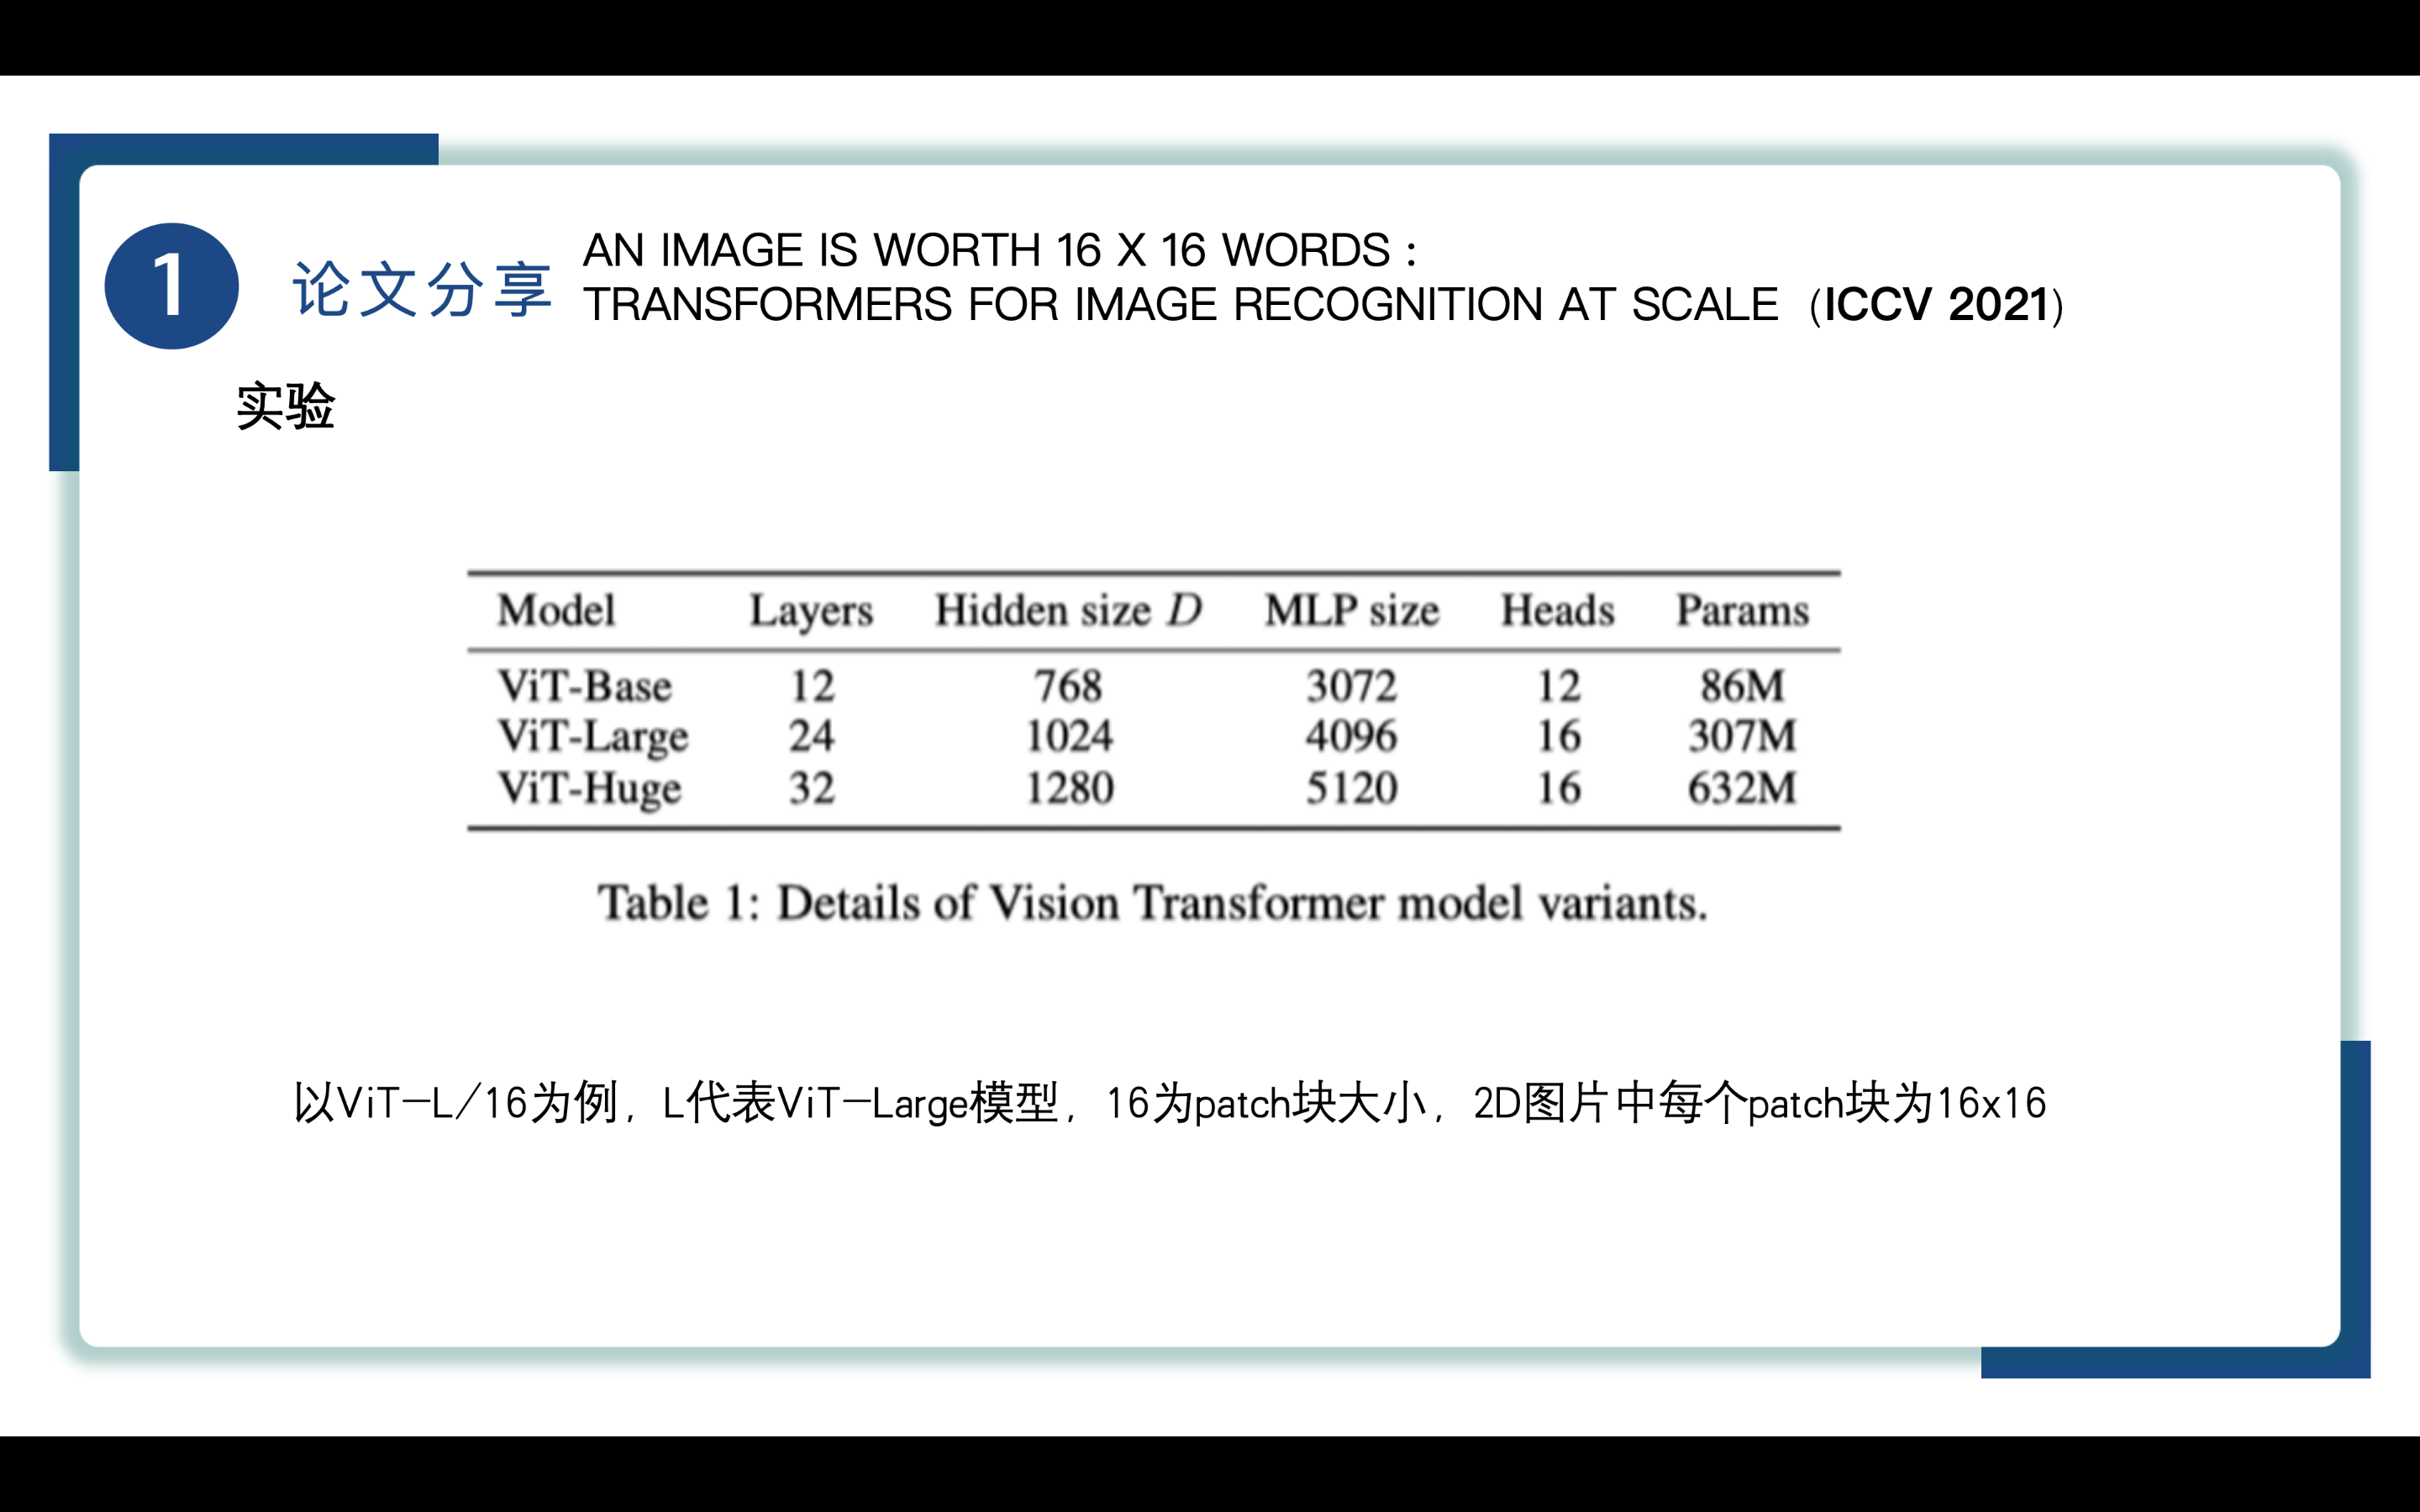 1
论文分享
AN IMAGE IS WORTH 16 X 16 WORDS：
TRANSFORMERS FOR IMAGE RECOGNITION AT SCALE（ICCV 2021）
实验
Model Layers Hidden size D MLP size Heads Params
ViT-Base 12 768 3072 12 86M
ViT-Large 24 1024 4096 16 307M
ViT-Huge 32 1280 5120 16 632M
Table 1: Details of Vision Transformer model variants.
以ViT-L/16为例，L代表ViT-Large模型，16为patch块大小，2D图片中每个patch块为16x16